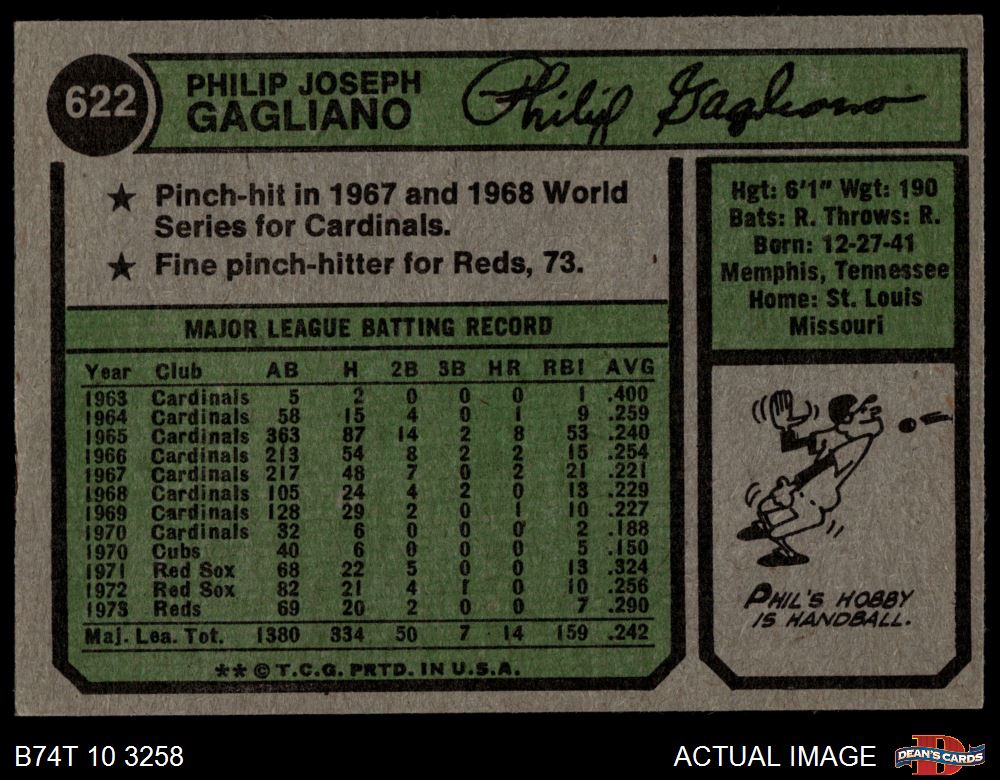 622
PHILIP JOSEPH
GAGLIANO
Philip Gagliano
★ Pinch-hit in 1967 and 1968 World
Series for Cardinals.
★ Fine pinch-hitter for Reds, 73.
Hgt: 6'1" Wgt: 190
Bats: R. Throws: R.
Born: 12-27-41
Memphis, Tennessee
Home: St. Louis
Missouri
MAJOR LEAGUE BATTING RECORD
Year Club AB H 2B 3B HR RBI AVG
1963 Cardinals 5 2 0 0 0 1 .400
1964 Cardinals 58 15 4 0 1 9 .259
1965 Cardinals 363 87 14 2 8 53 .240
1966 Cardinals 213 54 8 2 2 15 .254
1967 Cardinals 217 48 7 0 2 21 .221
1968 Cardinals 105 24 4 2 0 13 .229
1969 Cardinals 128 29 2 0 1 10 .227
1970 Cardinals 32 6 0 0 0 2 .188
1970 Cubs 40 6 0 0 0 5 .150
1971 Red Sox 68 22 5 0 0 13 .324
1972 Red Sox 82 21 4 1 0 10 .256
1973 Reds 69 20 2 0 0 7 .290
Maj. Lea. Tot. 1380 334 50 7 14 159 .242
** © T.C.G. PRTD. IN U.S.A.
PHIL'S HOBBY
IS HANDBALL.
B74T 10 3258
ACTUAL IMAGE
D
DEAN'S CARDS